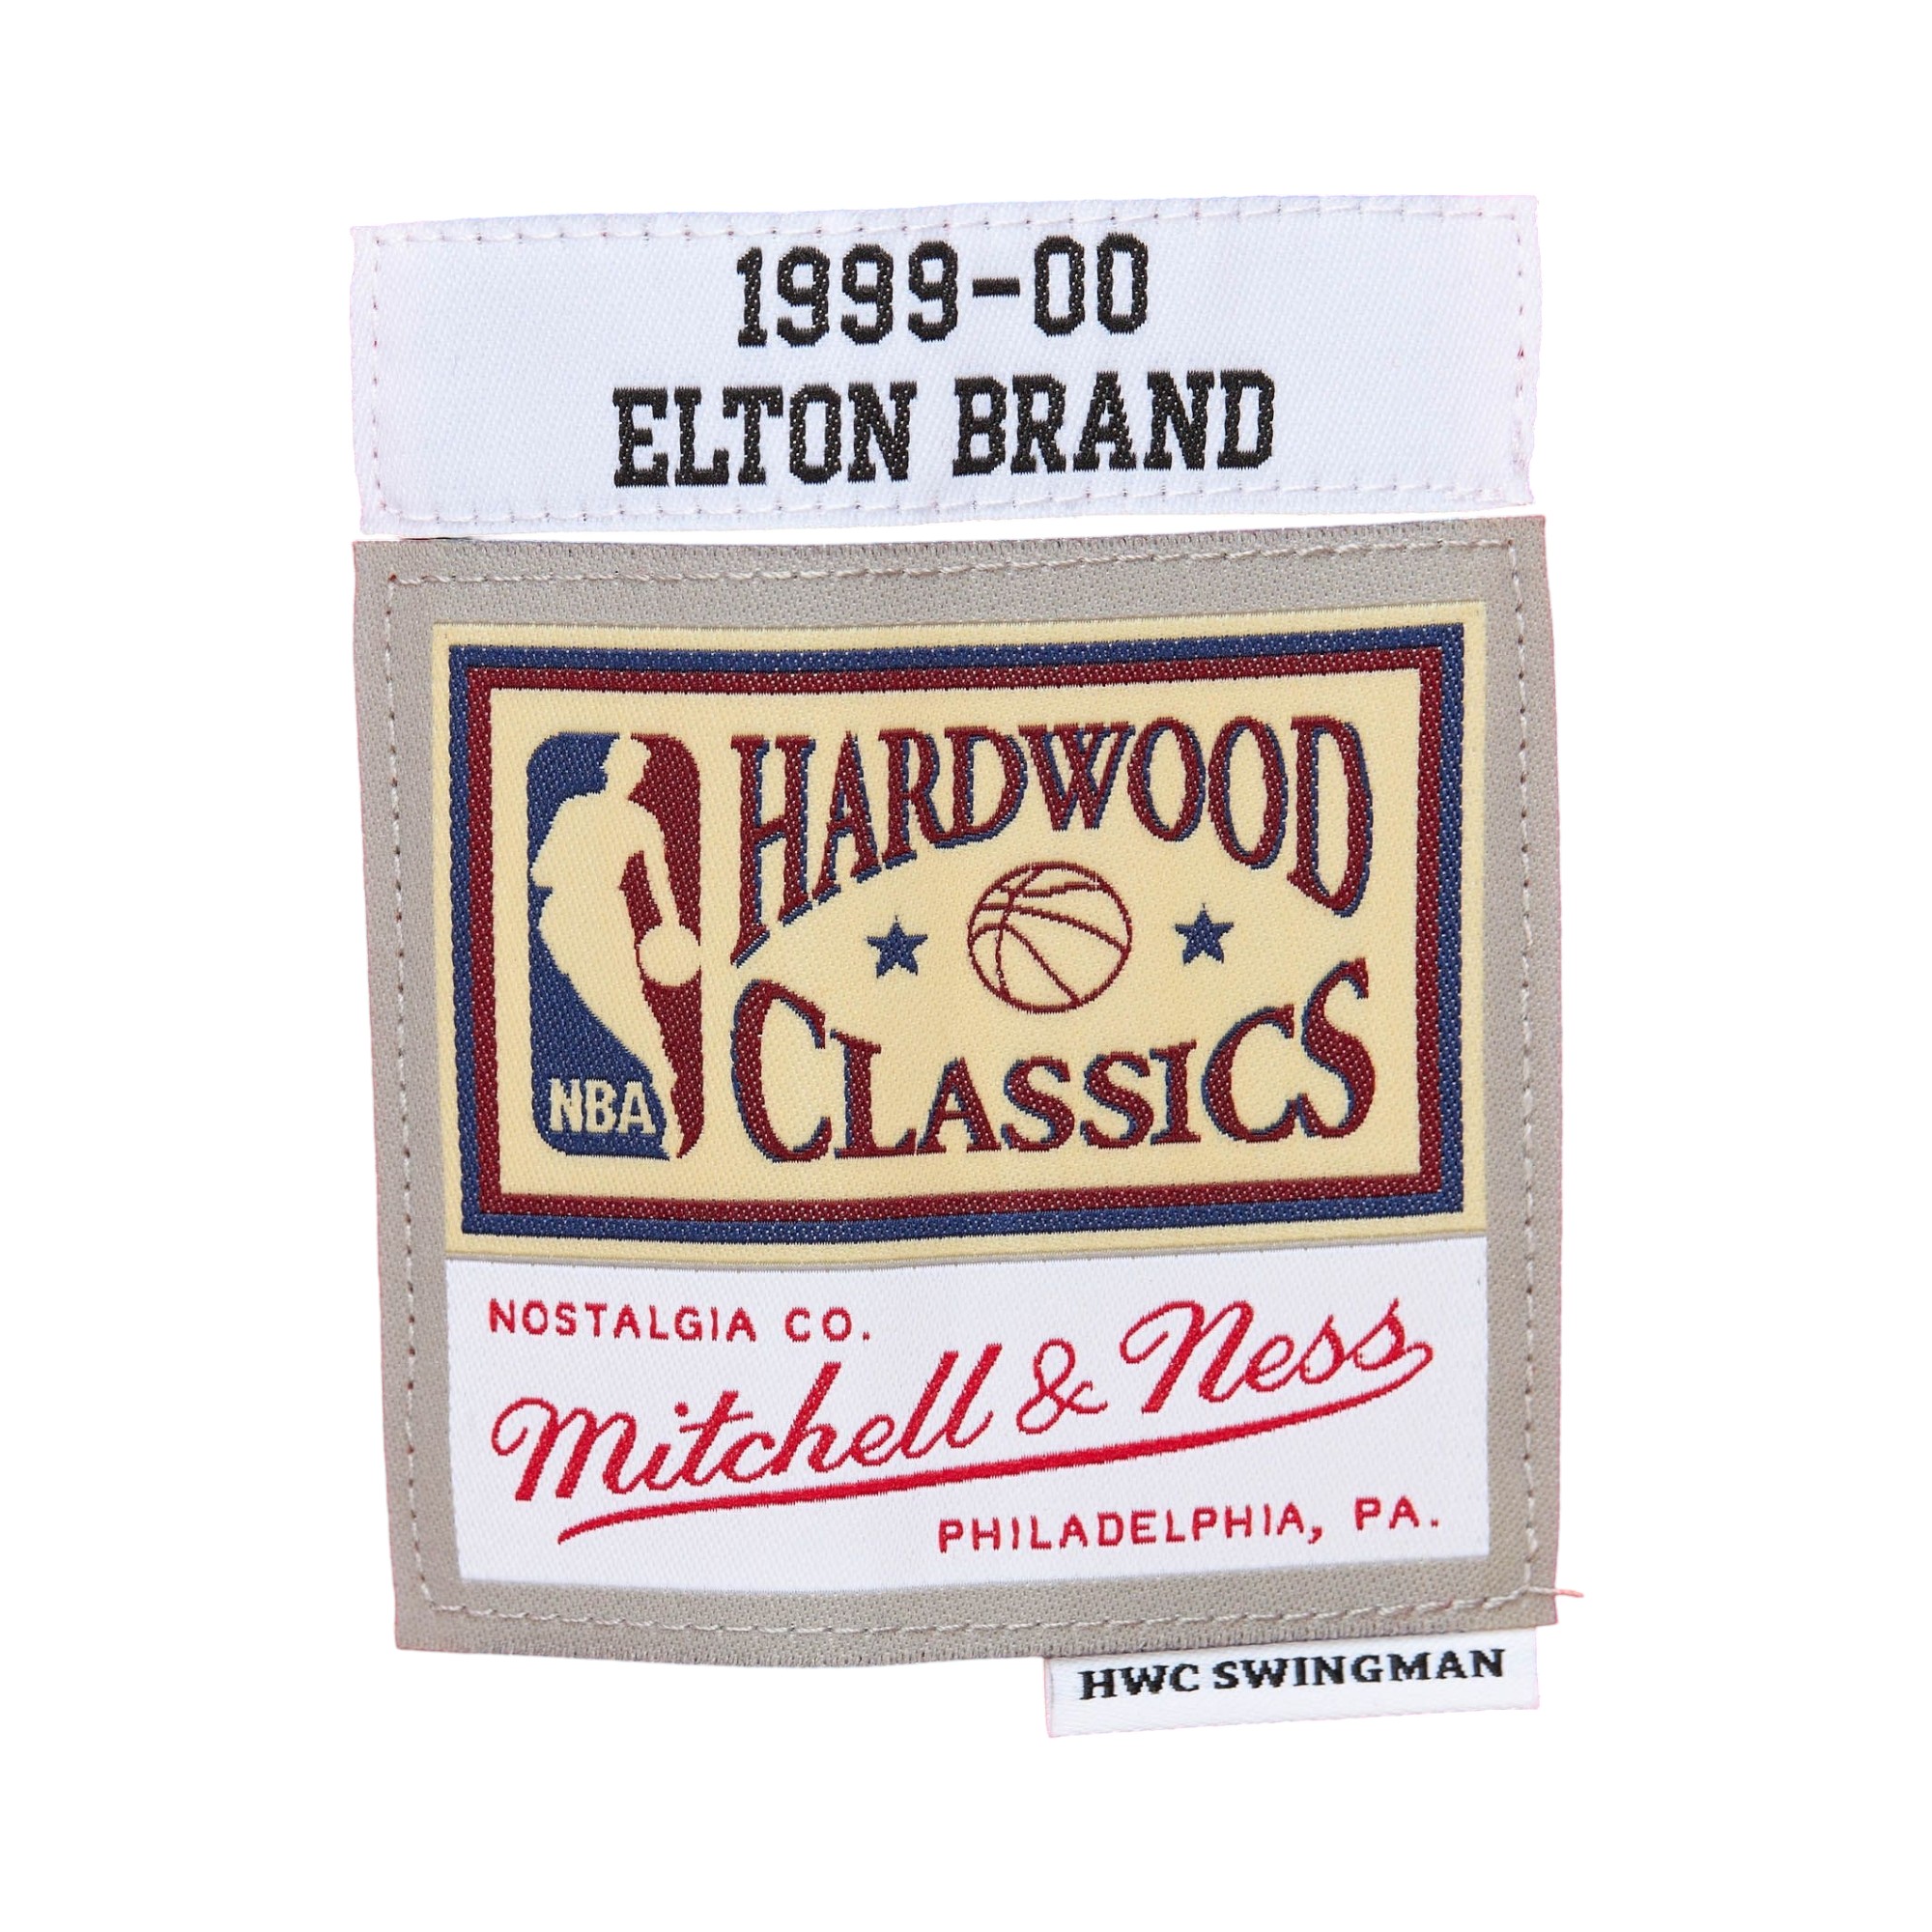 1999-00
ELTON BRAND
HARDWOOD
CLASSICS
NBA
NOSTALGIA CO.
Mitchell & Ness
PHILADELPHIA, PA.
HWC SWINGMAN